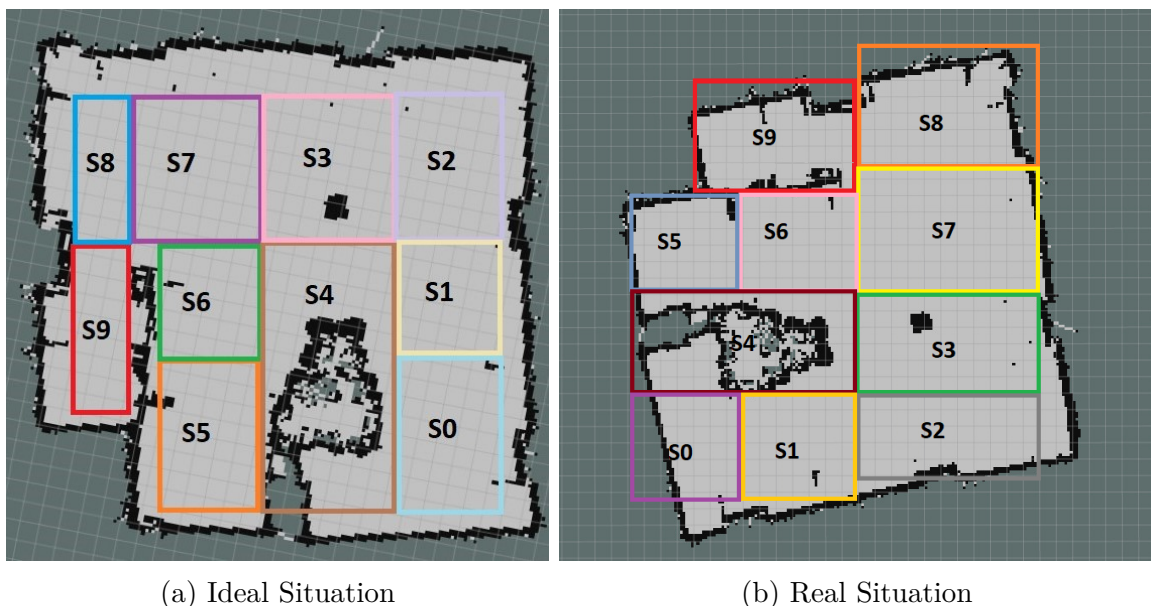 S8 S7 S3 S2
S6 S4 S1
S9
S5 S0
(a) Ideal Situation
S9 S8
S5 S6 S7
S4 S3
S0 S1 S2
(b) Real Situation